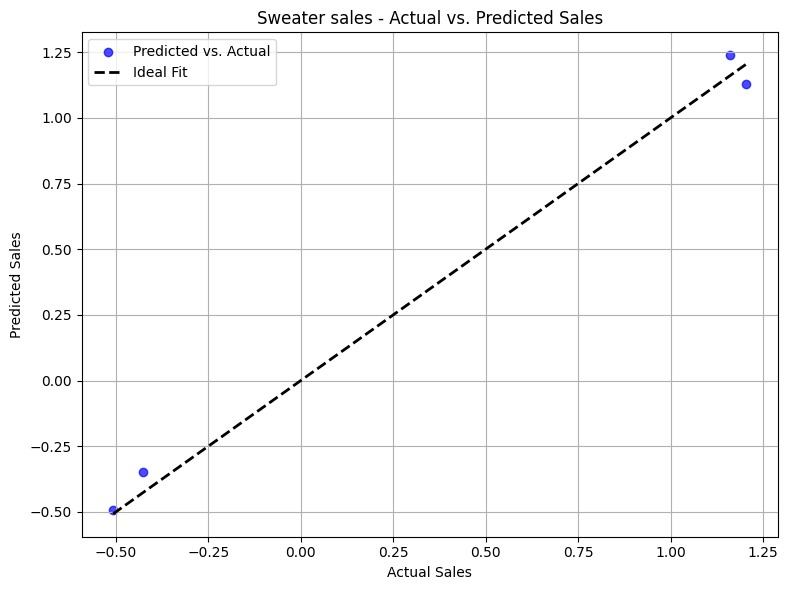 Sweater sales - Actual vs. Predicted Sales
Predicted vs. Actual
Ideal Fit
1.25
1.00
0.75
0.50
0.25
0.00
−0.25
−0.50
Predicted Sales
−0.50 −0.25 0.00 0.25 0.50 0.75 1.00 1.25
Actual Sales